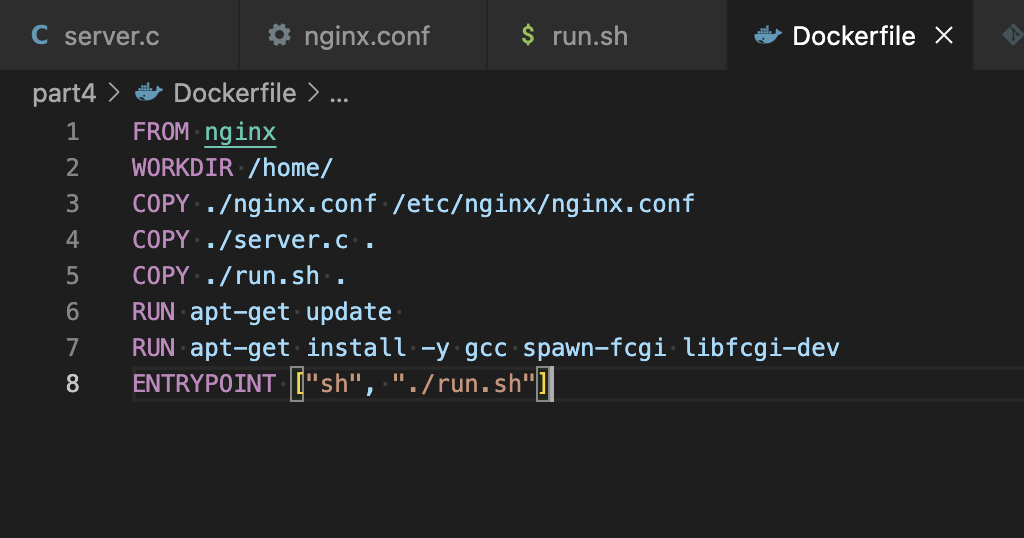 server.c nginx.conf $ run.sh Dockerfile
part4 > Dockerfile > ...
1 FROM nginx
2 WORKDIR /home/
3 COPY ./nginx.conf /etc/nginx/nginx.conf
4 COPY ./server.c .
5 COPY ./run.sh .
6 RUN apt-get update
7 RUN apt-get install -y gcc spawn-fcgi libfcgi-dev
8 ENTRYPOINT ["sh", "./run.sh"]